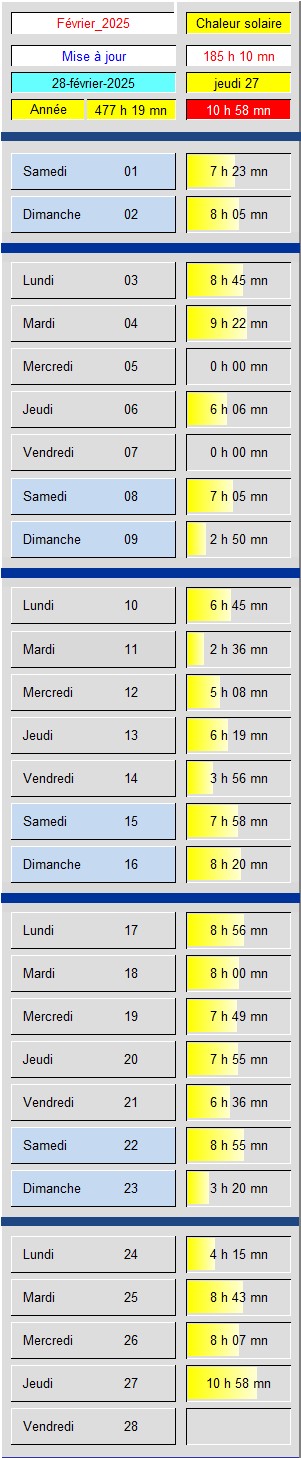 Février_2025 Chaleur solaire
Mise à jour 185 h 10 mn
28-février-2025 jeudi 27
Année 477 h 19 mn 10 h 58 mn
Samedi 01 7 h 23 mn
Dimanche 02 8 h 05 mn
Lundi 03 8 h 45 mn
Mardi 04 9 h 22 mn
Mercredi 05 0 h 00 mn
Jeudi 06 6 h 06 mn
Vendredi 07 0 h 00 mn
Samedi 08 7 h 05 mn
Dimanche 09 2 h 50 mn
Lundi 10 6 h 45 mn
Mardi 11 2 h 36 mn
Mercredi 12 5 h 08 mn
Jeudi 13 6 h 19 mn
Vendredi 14 3 h 56 mn
Samedi 15 7 h 58 mn
Dimanche 16 8 h 20 mn
Lundi 17 8 h 56 mn
Mardi 18 8 h 00 mn
Mercredi 19 7 h 49 mn
Jeudi 20 7 h 55 mn
Vendredi 21 6 h 36 mn
Samedi 22 8 h 55 mn
Dimanche 23 3 h 20 mn
Lundi 24 4 h 15 mn
Mardi 25 8 h 43 mn
Mercredi 26 8 h 07 mn
Jeudi 27 10 h 58 mn
Vendredi 28